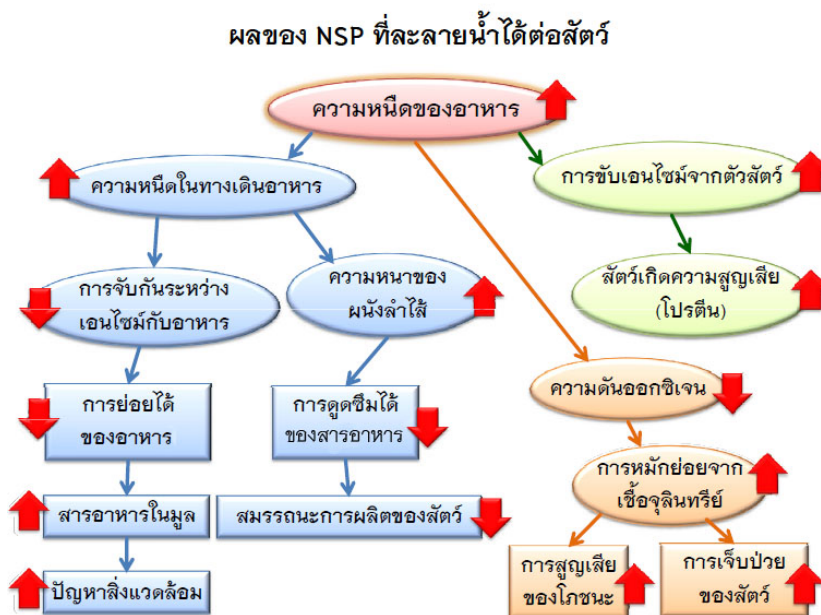 ผลของ NSP ที่ละลายน้ำได้ต่อสัตว์
ความหนืดของอาหาร
ความหนืดในทางเดินอาหาร
การขับเอนไซม์จากตัวสัตว์
การจับกันระหว่าง
เอนไซม์กับอาหาร
ความหนาของ
ผนังลำไส้
สัตว์เกิดความสูญเสีย
(โปรตีน)
การย่อยได้
ของอาหาร
การดูดซึมได้
ของสารอาหาร
ความดันออกซิเจน
การหมักย่อยจาก
เชื้อจุลินทรีย์
สารอาหารในมูล
สมรรถนะการผลิตของสัตว์
ปัญหาสิ่งแวดล้อม
การสูญเสีย
ของโภชนะ
การเจ็บป่วย
ของสัตว์